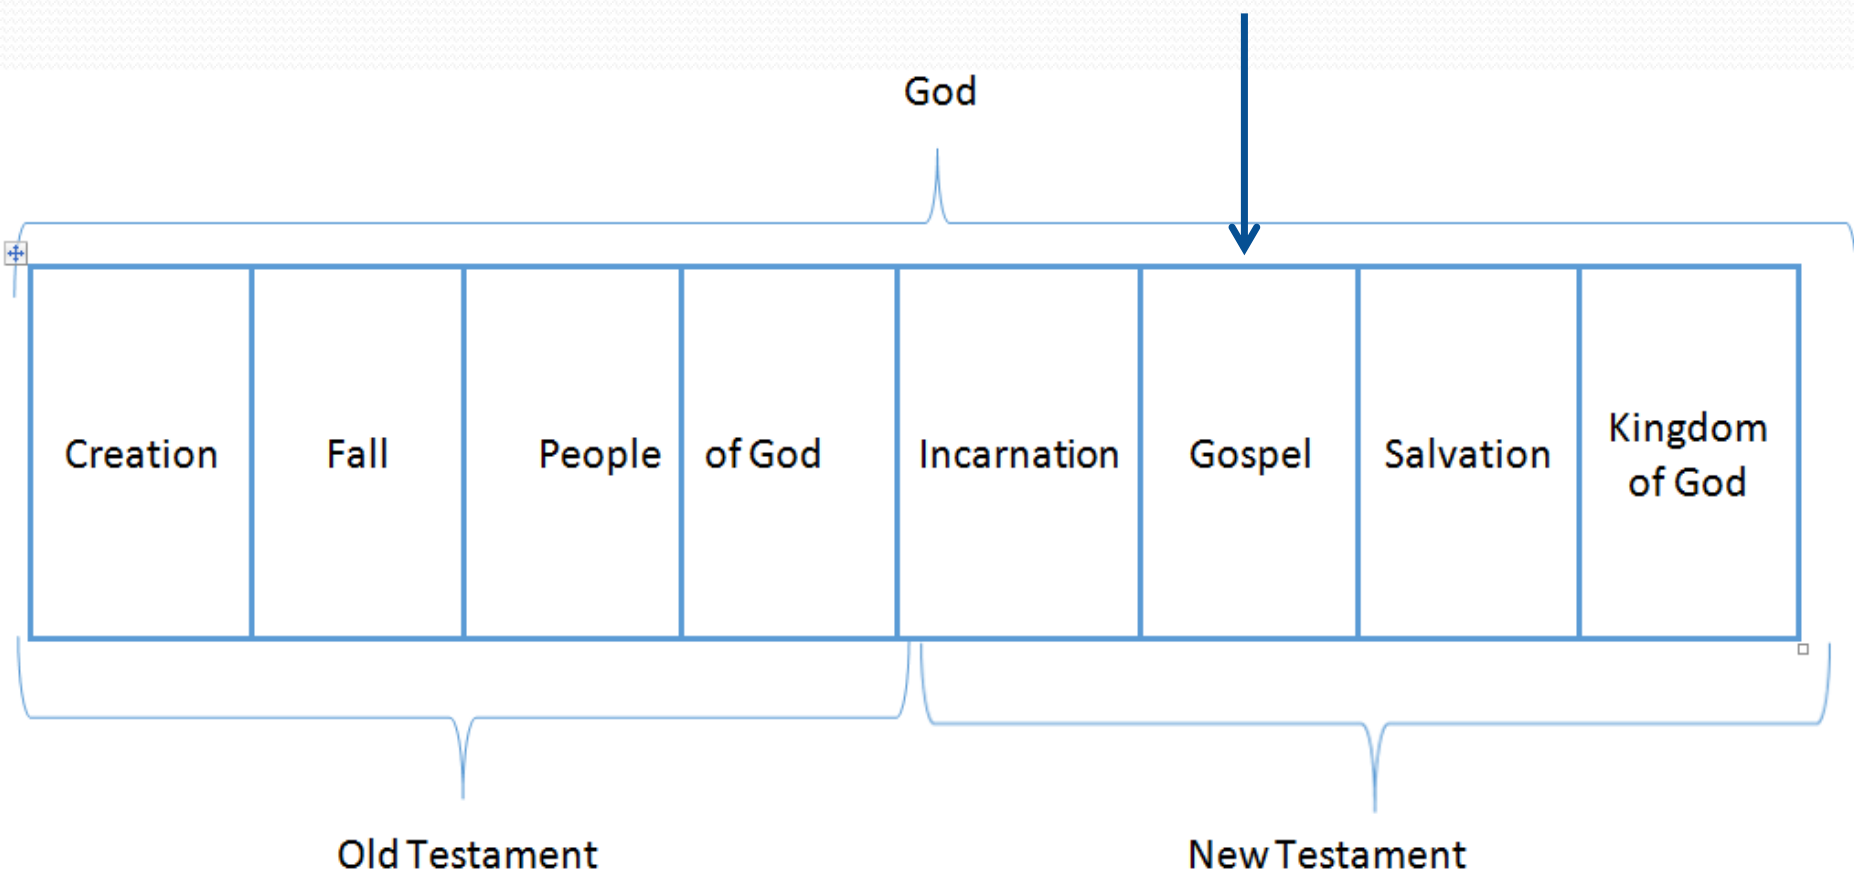 God
Creation
Fall
People
of God
Incarnation
Gospel
Salvation
Kingdom
of God
Old Testament
New Testament